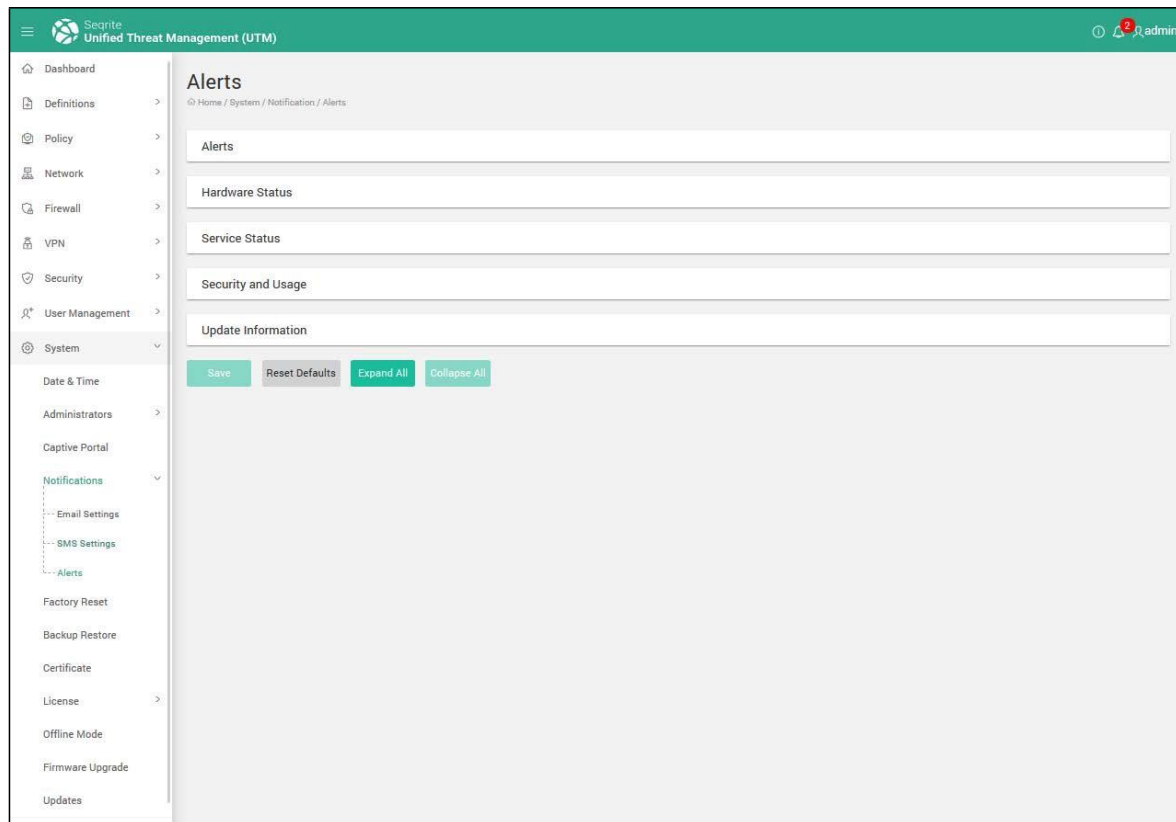 Seqrite
Unified Threat Management (UTM)
2
admin
Dashboard
Definitions
Policy
Network
Firewall
VPN
Security
User Management
System
Date & Time
Administrators
Captive Portal
Notifications
Email Settings
SMS Settings
Alerts
Factory Reset
Backup Restore
Certificate
License
Offline Mode
Firmware Upgrade
Updates
Alerts
Home / System / Notification / Alerts
Alerts
Hardware Status
Service Status
Security and Usage
Update Information
Save Reset Defaults Expand All Collapse All